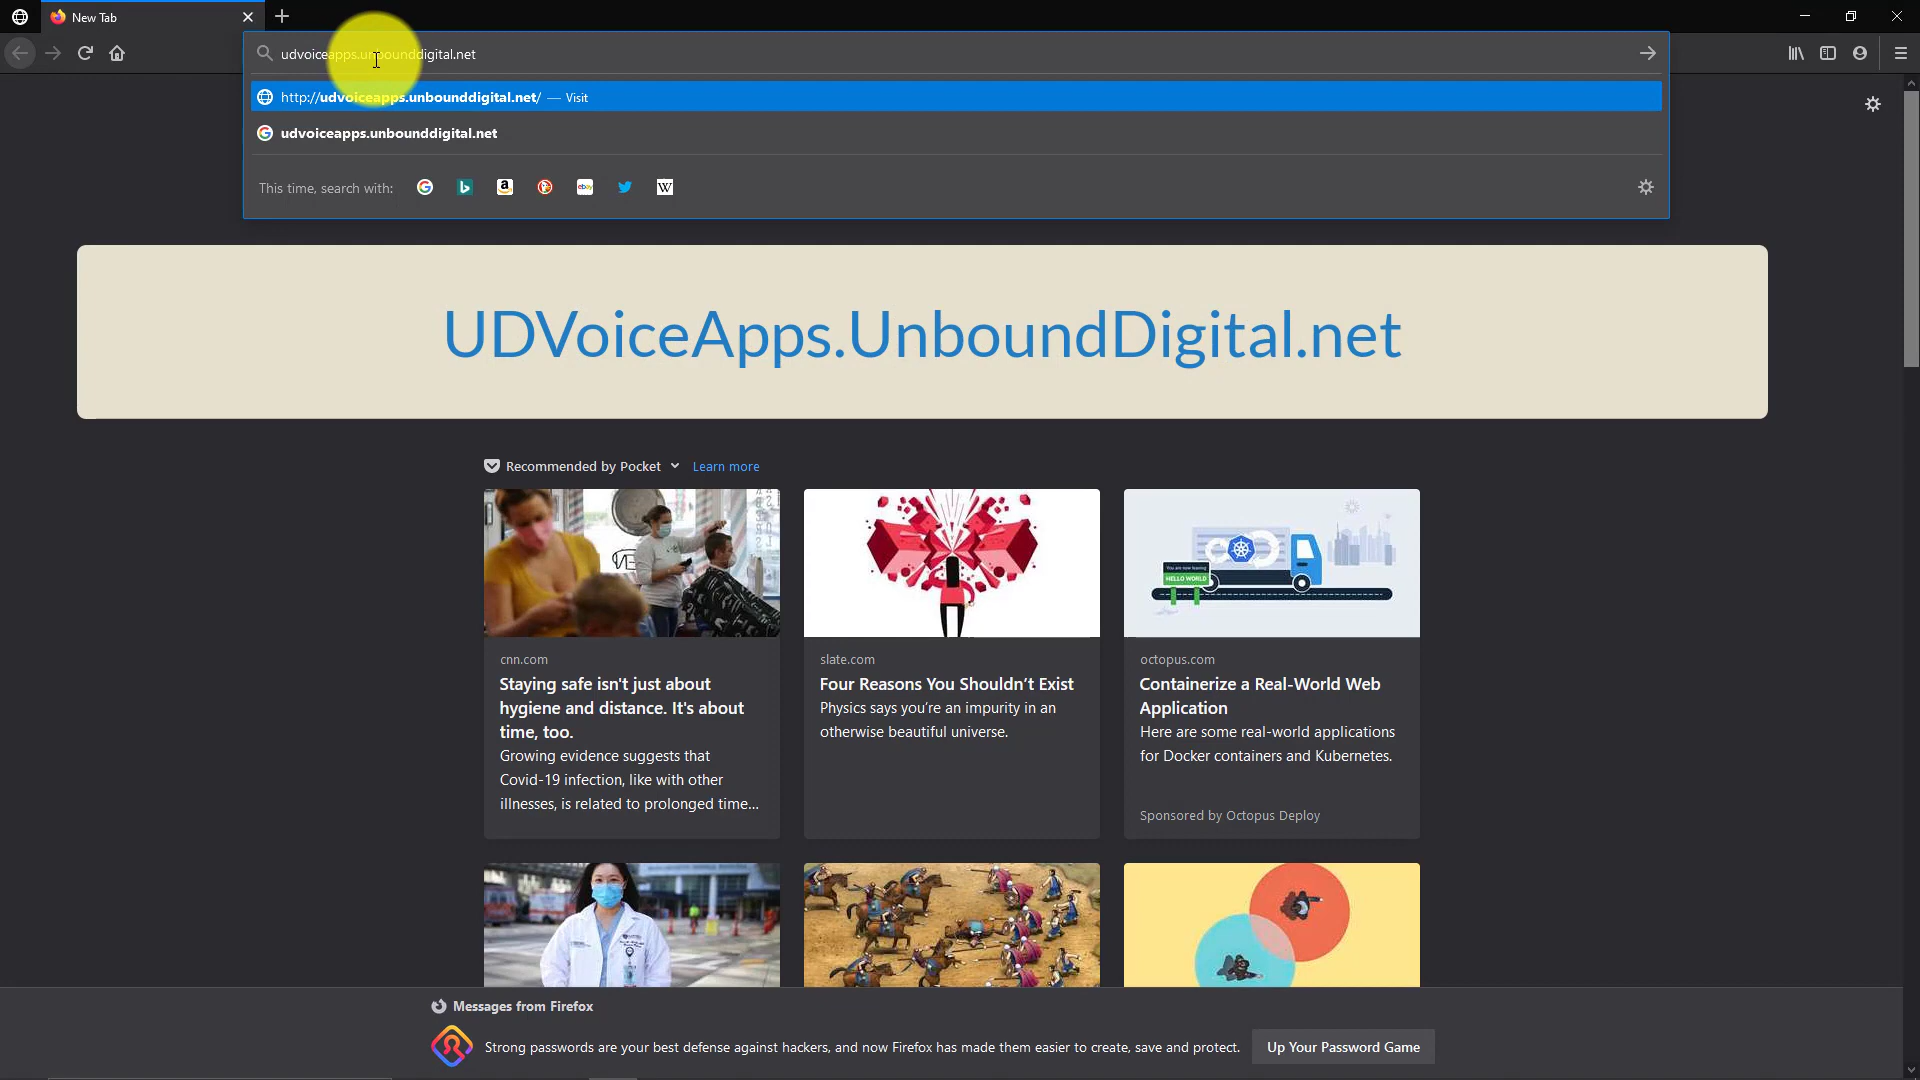 New Tab
udvoiceapps.unbounddigital.net
http://udvoiceapps.unbounddigital.net/ — Visit
udvoiceapps.unbounddigital.net
This time, search with:
UDVoiceApps.UnboundDigital.net
Recommended by Pocket
Learn more
cnn.com
Staying safe isn't just about
hygiene and distance. It's about
time, too.
Growing evidence suggests that
Covid-19 infection, like with other
illnesses, is related to prolonged time...
slate.com
Four Reasons You Shouldn’t Exist
Physics says you’re an impurity in an
otherwise beautiful universe.
You are now leaving
HELLO WORLD
octopus.com
Containerize a Real-World Web
Application
Here are some real-world applications
for Docker containers and Kubernetes.
Sponsored by Octopus Deploy
Messages from Firefox
Strong passwords are your best defense against hackers, and now Firefox has made them easier to create, save and protect.
Up Your Password Game